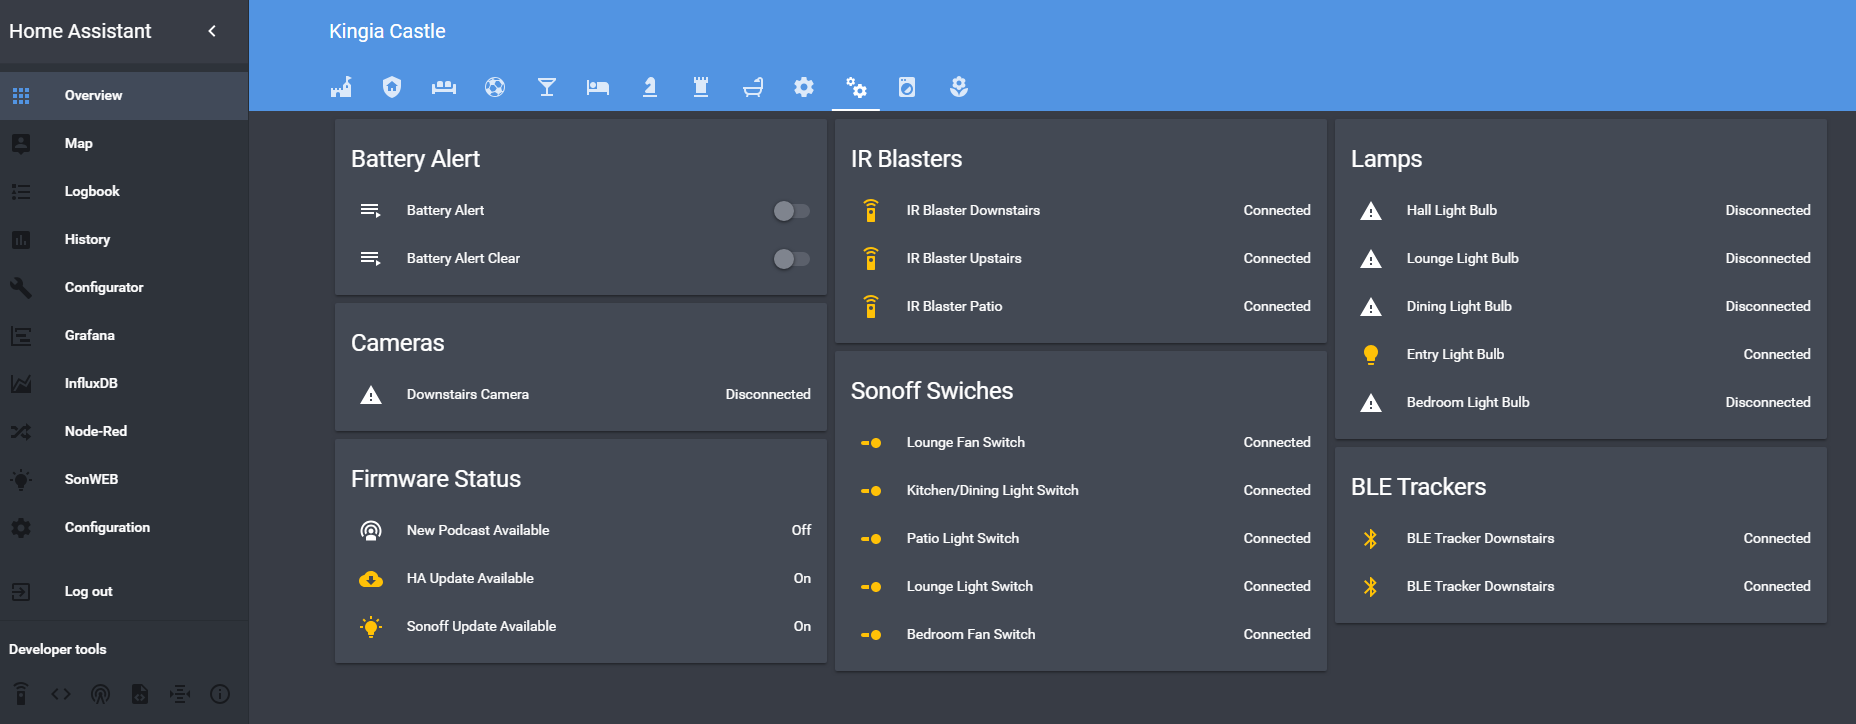 Home Assistant
Overview
Map
Logbook
History
Configurator
Grafana
InfluxDB
Node-Red
SonWEB
Configuration
Log out
Developer tools
Kingia Castle
Battery Alert
Battery Alert
Battery Alert Clear
Cameras
Downstairs Camera Disconnected
Firmware Status
New Podcast Available Off
HA Update Available On
Sonoff Update Available On
IR Blasters
IR Blaster Downstairs Connected
IR Blaster Upstairs Connected
IR Blaster Patio Connected
Sonoff Swiches
Lounge Fan Switch Connected
Kitchen/Dining Light Switch Connected
Patio Light Switch Connected
Lounge Light Switch Connected
Bedroom Fan Switch Connected
Lamps
Hall Light Bulb Disconnected
Lounge Light Bulb Disconnected
Dining Light Bulb Disconnected
Entry Light Bulb Connected
Bedroom Light Bulb Disconnected
BLE Trackers
BLE Tracker Downstairs Connected
BLE Tracker Downstairs Connected